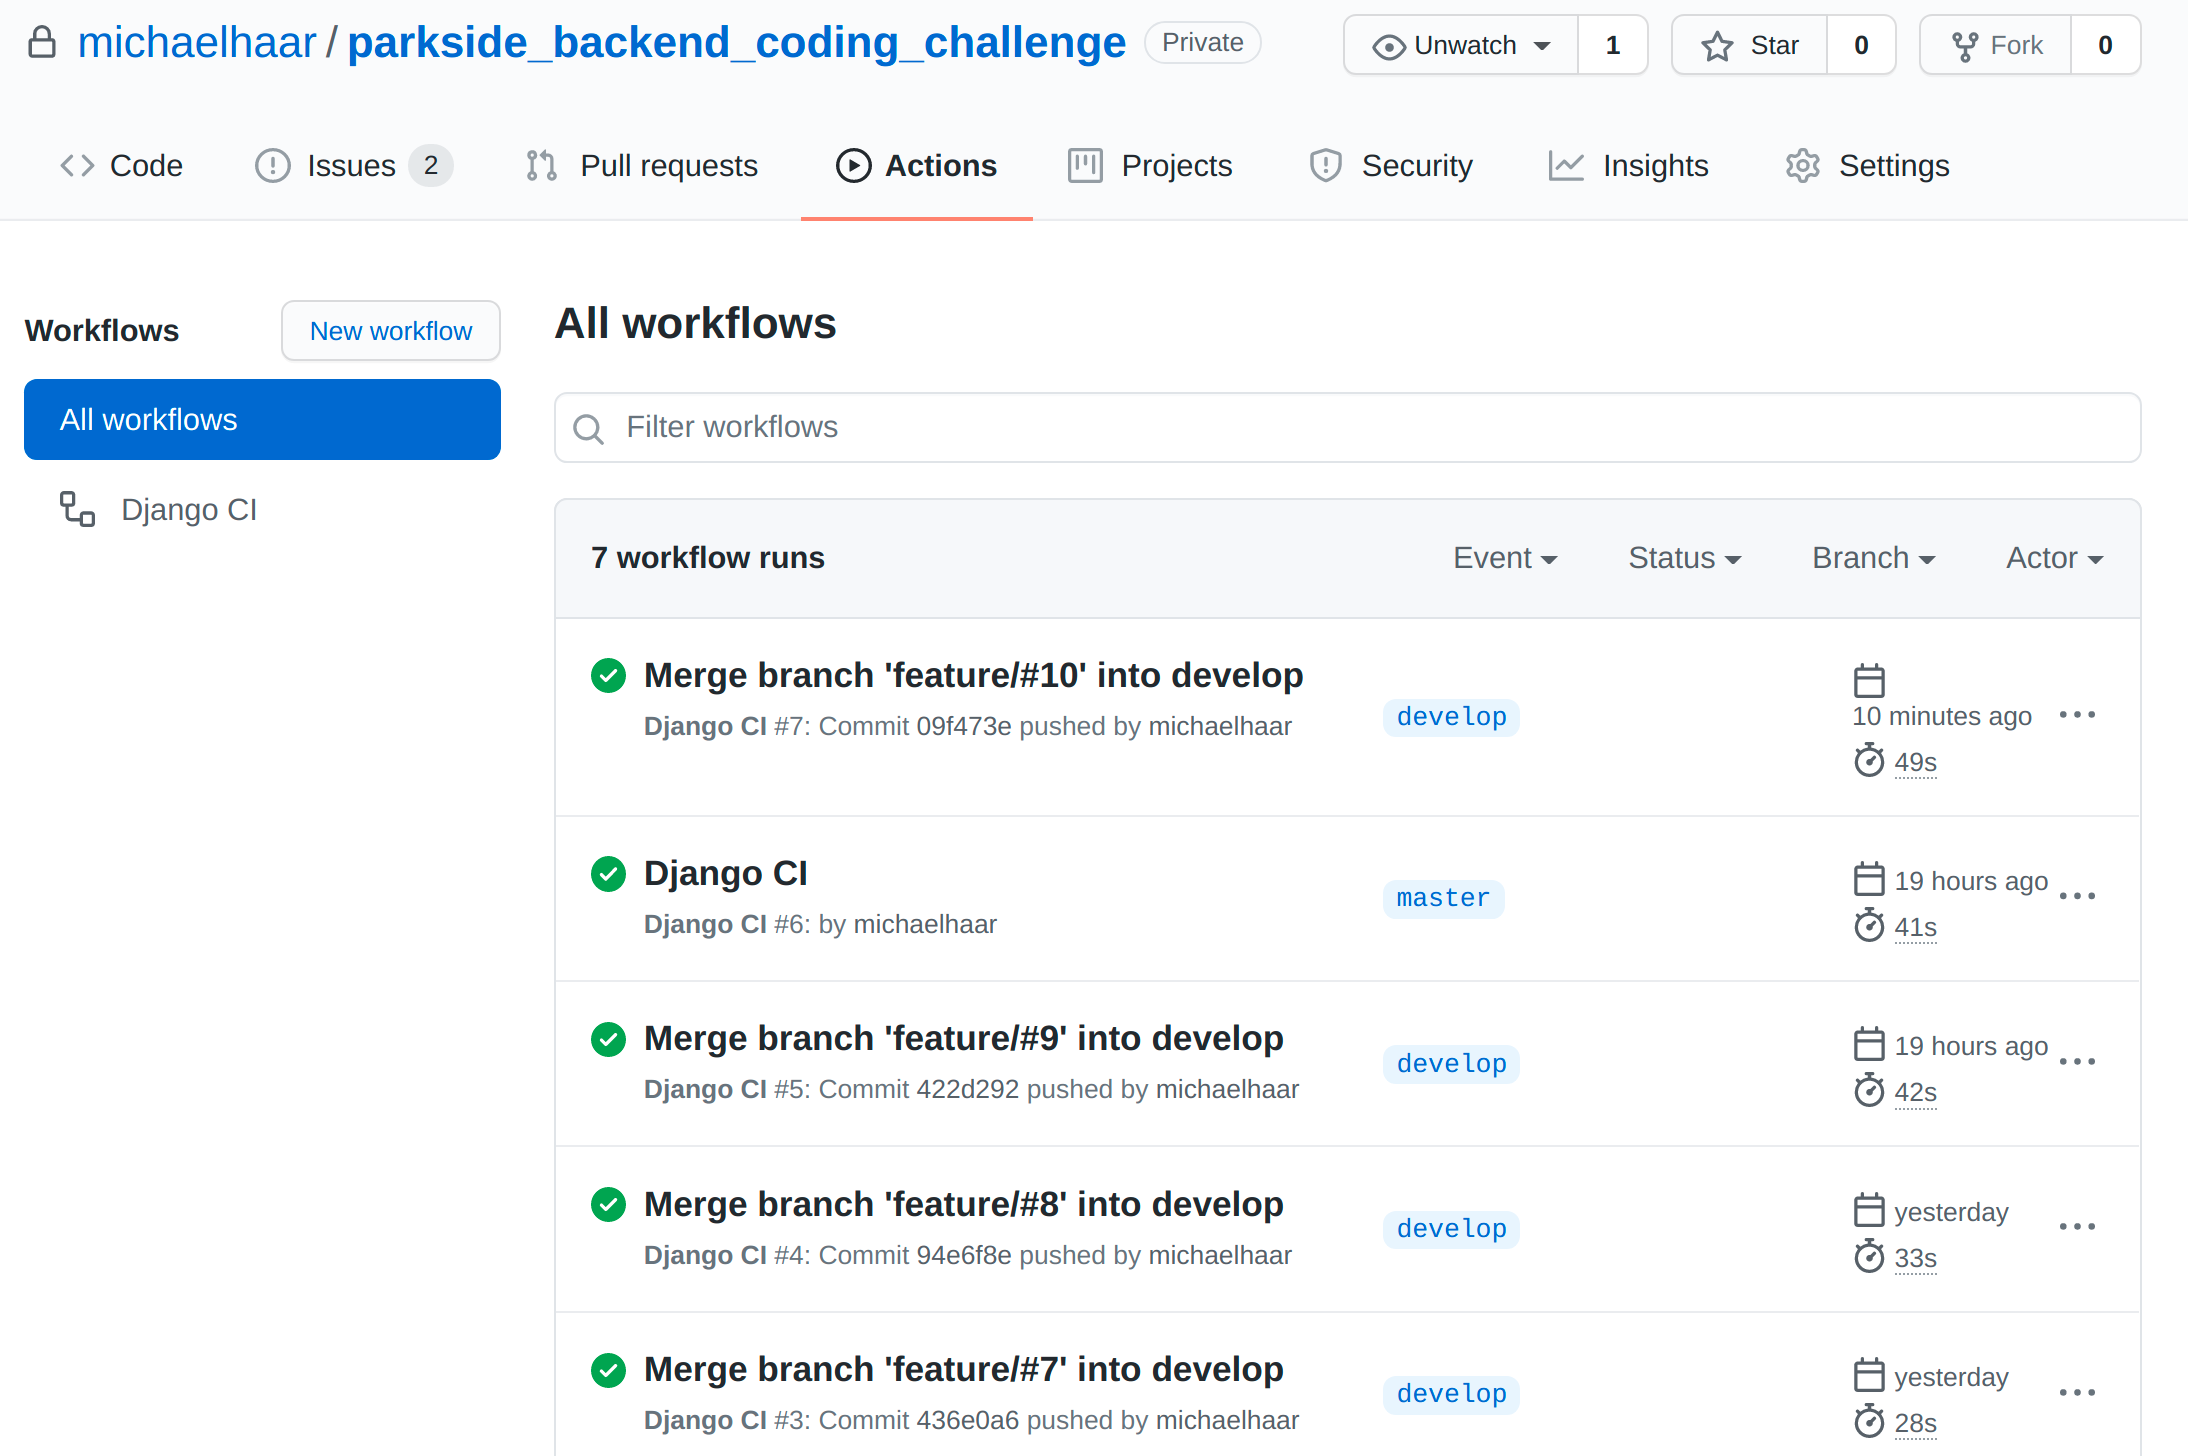 michaelhaar / parkside_backend_coding_challenge Private Unwatch 1 Star 0 Fork 0
Code Issues 2 Pull requests Actions Projects Security Insights Settings
Workflows New workflow
All workflows
Django CI
All workflows
Filter workflows
7 workflow runs Event Status Branch Actor
Merge branch 'feature/#10' into develop
Django CI #7: Commit 09f473e pushed by michaelhaar
develop
10 minutes ago
49s
Django CI
Django CI #6: by michaelhaar
master
19 hours ago
41s
Merge branch 'feature/#9' into develop
Django CI #5: Commit 422d292 pushed by michaelhaar
develop
19 hours ago
42s
Merge branch 'feature/#8' into develop
Django CI #4: Commit 94e6f8e pushed by michaelhaar
develop
yesterday
33s
Merge branch 'feature/#7' into develop
Django CI #3: Commit 436e0a6 pushed by michaelhaar
develop
yesterday
28s